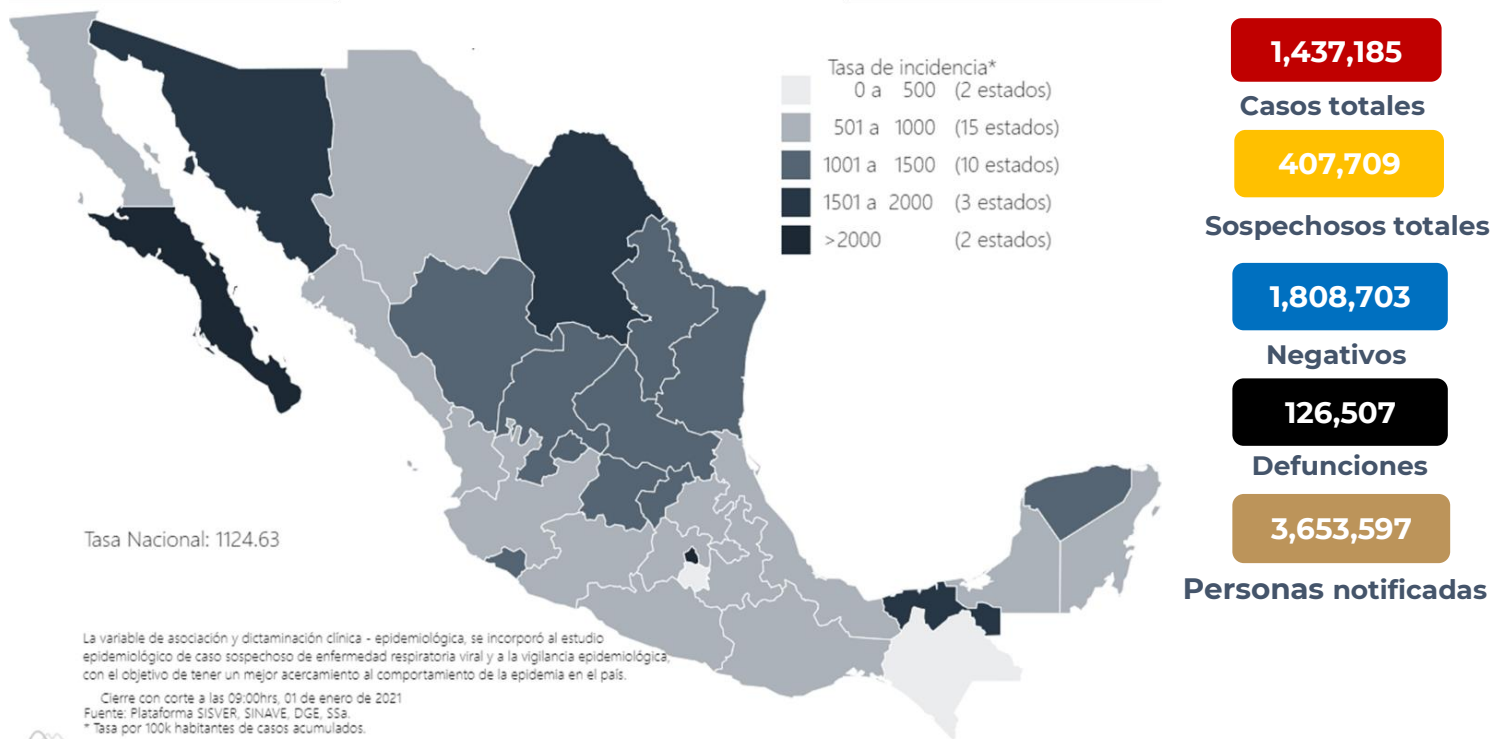 Tasa de incidencia*
0 a 500 (2 estados)
501 a 1000 (15 estados)
1001 a 1500 (10 estados)
1501 a 2000 (3 estados)
>2000 (2 estados)
Tasa Nacional: 1124.63
La variable de asociación y dictaminación clínica - epidemiológica, se incorporó al estudio
epidemiológico de caso sospechoso de enfermedad respiratoria viral y a la vigilancia epidemiológica,
con el objetivo de tener un mejor acercamiento al comportamiento de la epidemia en el país.
Cierre con corte a las 09:00hrs, 01 de enero de 2021
Fuente: Plataforma SISVER, SINAVE, DGE, SSa.
* Tasa por 100k habitantes de casos acumulados.
1,437,185
Casos totales
407,709
Sospechosos totales
1,808,703
Negativos
126,507
Defunciones
3,653,597
Personas notificadas